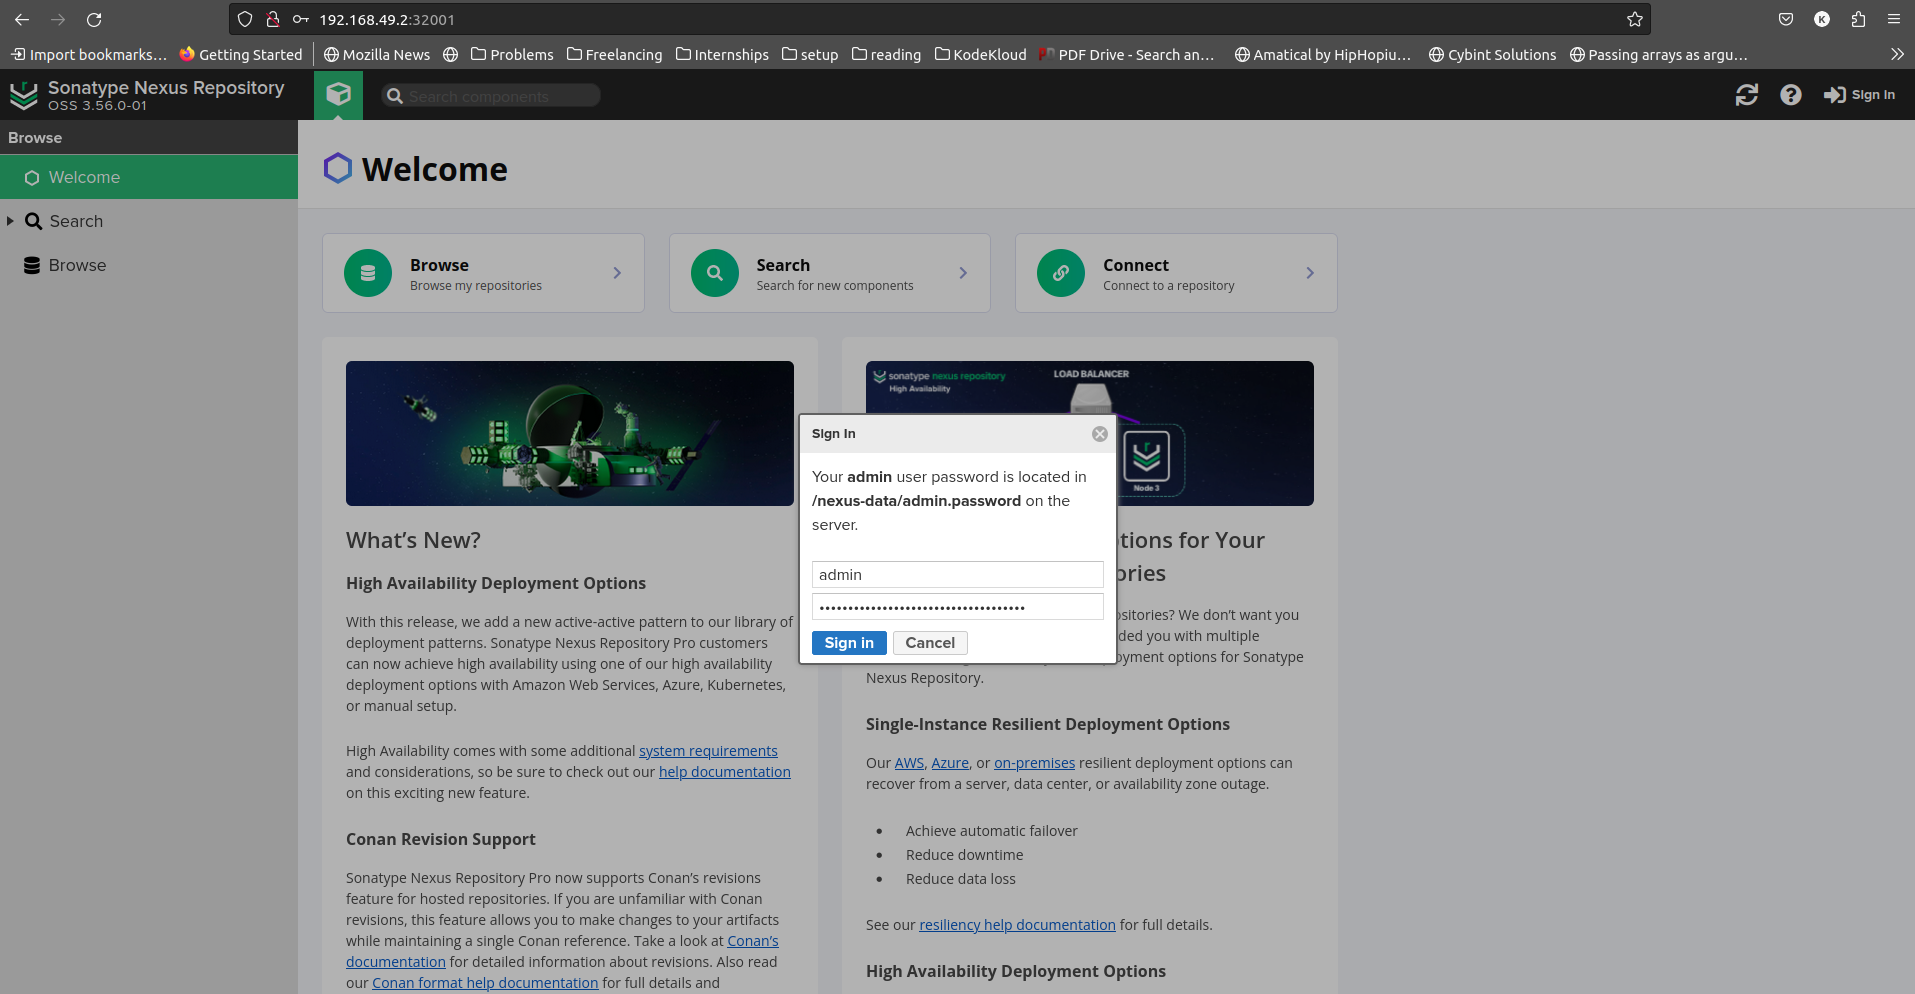 192.168.49.2:32001
Import bookmarks… Getting Started Mozilla News Problems Freelancing Internships setup reading KodeKloud PDF Drive - Search an… Amatical by HipHopiu… Cybint Solutions Passing arrays as argu…
Sonatype Nexus Repository
OSS 3.56.0-01
Search components
Sign In
Browse
Welcome
Search
Browse
Welcome
Browse
Browse my repositories
Search
Search for new components
Connect
Connect to a repository
sonatype nexus repository
High Availability
LOAD BALANCER
Node 3
Sign In
Your admin user password is located in
/nexus-data/admin.password on the
server.
admin
Sign in Cancel
What's New?
High Availability Deployment Options
With this release, we add a new active-active pattern to our library of
deployment patterns. Sonatype Nexus Repository Pro customers
can now achieve high availability using one of our high availability
deployment options with Amazon Web Services, Azure, Kubernetes,
or manual setup.
High Availability comes with some additional system requirements
and considerations, so be sure to check out our help documentation
on this exciting new feature.
Conan Revision Support
Sonatype Nexus Repository Pro now supports Conan's revisions
feature for hosted repositories. If you are unfamiliar with Conan
revisions, this feature allows you to make changes to your artifacts
while maintaining a single Conan reference. Take a look at Conan's
documentation for detailed information about revisions. Also read
our Conan format help documentation for full details and
tions for Your
ries
sitories? We don't want you
ded you with multiple
yment options for Sonatype
Nexus Repository.
Single-Instance Resilient Deployment Options
Our AWS, Azure, or on-premises resilient deployment options can
recover from a server, data center, or availability zone outage.
• Achieve automatic failover
• Reduce downtime
• Reduce data loss
See our resiliency help documentation for full details.
High Availability Deployment Options